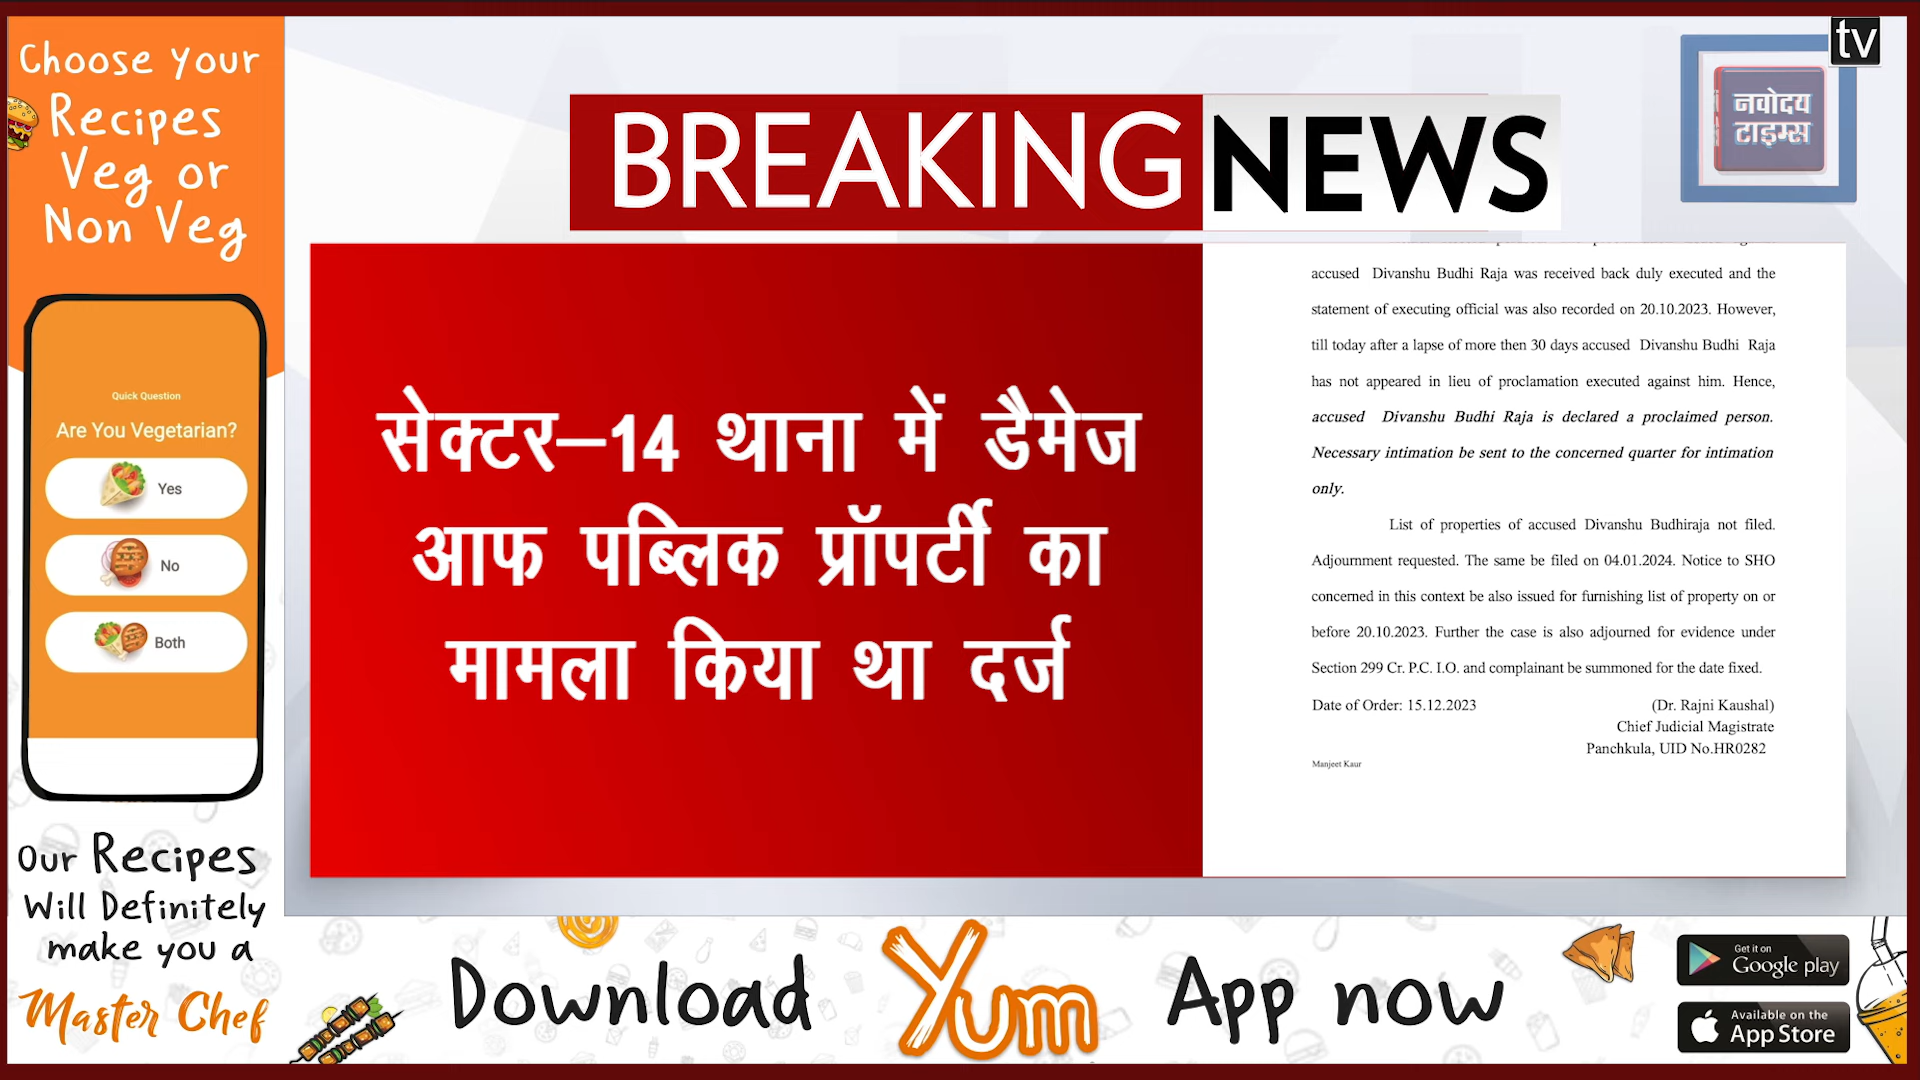 Choose Your
Recipes
Veg or
Non Veg
Quick Question
Are You Vegetarian?
Yes
No
Both
Our Recipes
Will Definitely
make you a
Master Chef
tv
नवोदय
टाइम्स
BREAKING NEWS
सेक्टर–14 थाना में डैमेज
आफ पब्लिक प्रॉपर्टी का
मामला किया था दर्ज
accused Divanshu Budhi Raja was received back duly executed and the
statement of executing official was also recorded on 20.10.2023. However,
till today after a lapse of more then 30 days accused Divanshu Budhi Raja
has not appeared in lieu of proclamation executed against him. Hence,
accused Divanshu Budhi Raja is declared a proclaimed person.
Necessary intimation be sent to the concerned quarter for intimation
only.
List of properties of accused Divanshu Budhiraja not filed.
Adjournment requested. The same be filed on 04.01.2024. Notice to SHO
concerned in this context be also issued for furnishing list of property on or
before 20.10.2023. Further the case is also adjourned for evidence under
Section 299 Cr. P.C. I.O. and complainant be summoned for the date fixed.
Date of Order: 15.12.2023 (Dr. Rajni Kaushal)
Chief Judicial Magistrate
Panchkula, UID No.HR0282
Manjeet Kaur
Download Yum App now
Get it on
Google play
Available on the
App Store